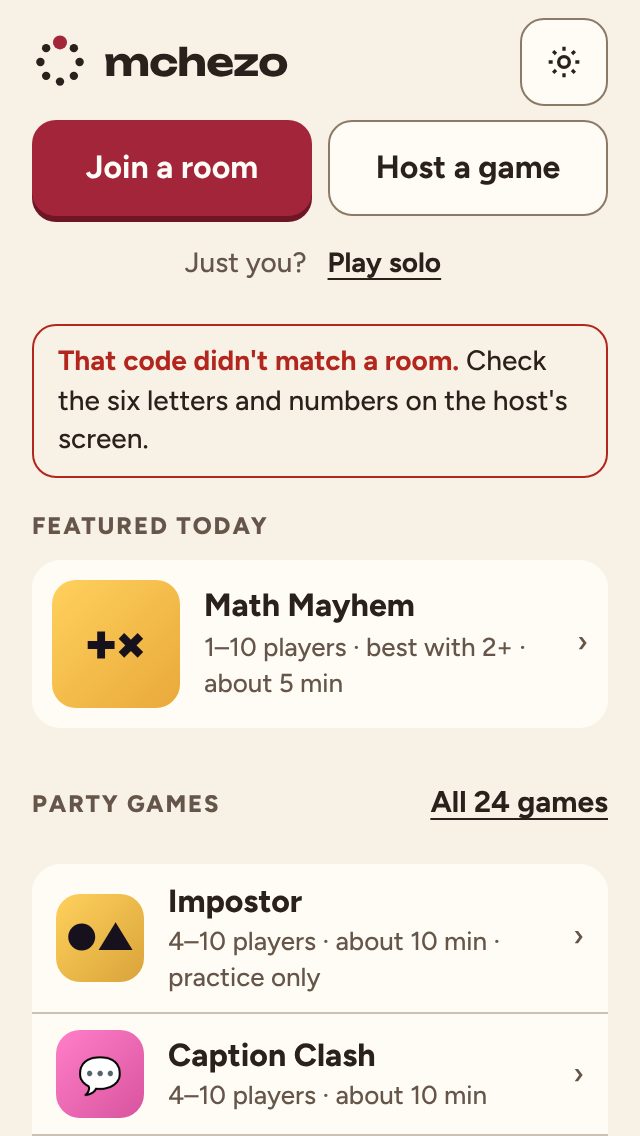 mchezo
Join a room
Host a game
Just you? Play solo
That code didn't match a room. Check
the six letters and numbers on the host's
screen.
FEATURED TODAY
Math Mayhem
1–10 players · best with 2+ ·
about 5 min
PARTY GAMES
All 24 games
Impostor
4–10 players · about 10 min ·
practice only
Caption Clash
4–10 players · about 10 min